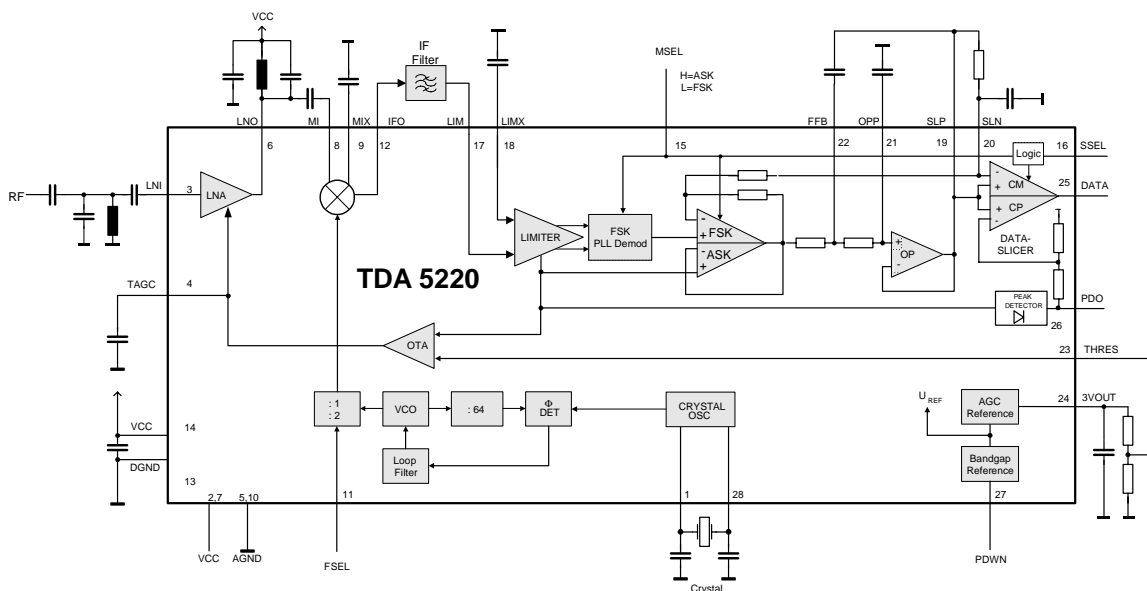 VCC
IF
Filter
MSEL
H=ASK
L=FSK
LNO
MI
MIX
IFO
LIM
LIMX
FFB
OPP
SLP
SLN
6
8
9
12
17
18
15
22
21
19
20
16
SSEL
Logic
RF
LNI
3
LNA
-
+
CM
25
DATA
+
CP
-
LIMITER
FSK
PLL Demod
-
FSK
+
-
ASK
+
+
OP
-
DATA-
SLICER
TAGC
4
TDA 5220
PEAK
DETECTOR
PDO
26
OTA
23
THRES
: 1
: 2
VCO
: 64
Φ
DET
CRYSTAL
OSC
U REF
AGC
Reference
24
3VOUT
VCC
14
Loop
Filter
Bandgap
Reference
DGND
13
2,7
5,10
11
1
28
27
VCC
AGND
FSEL
PDWN
Crystal